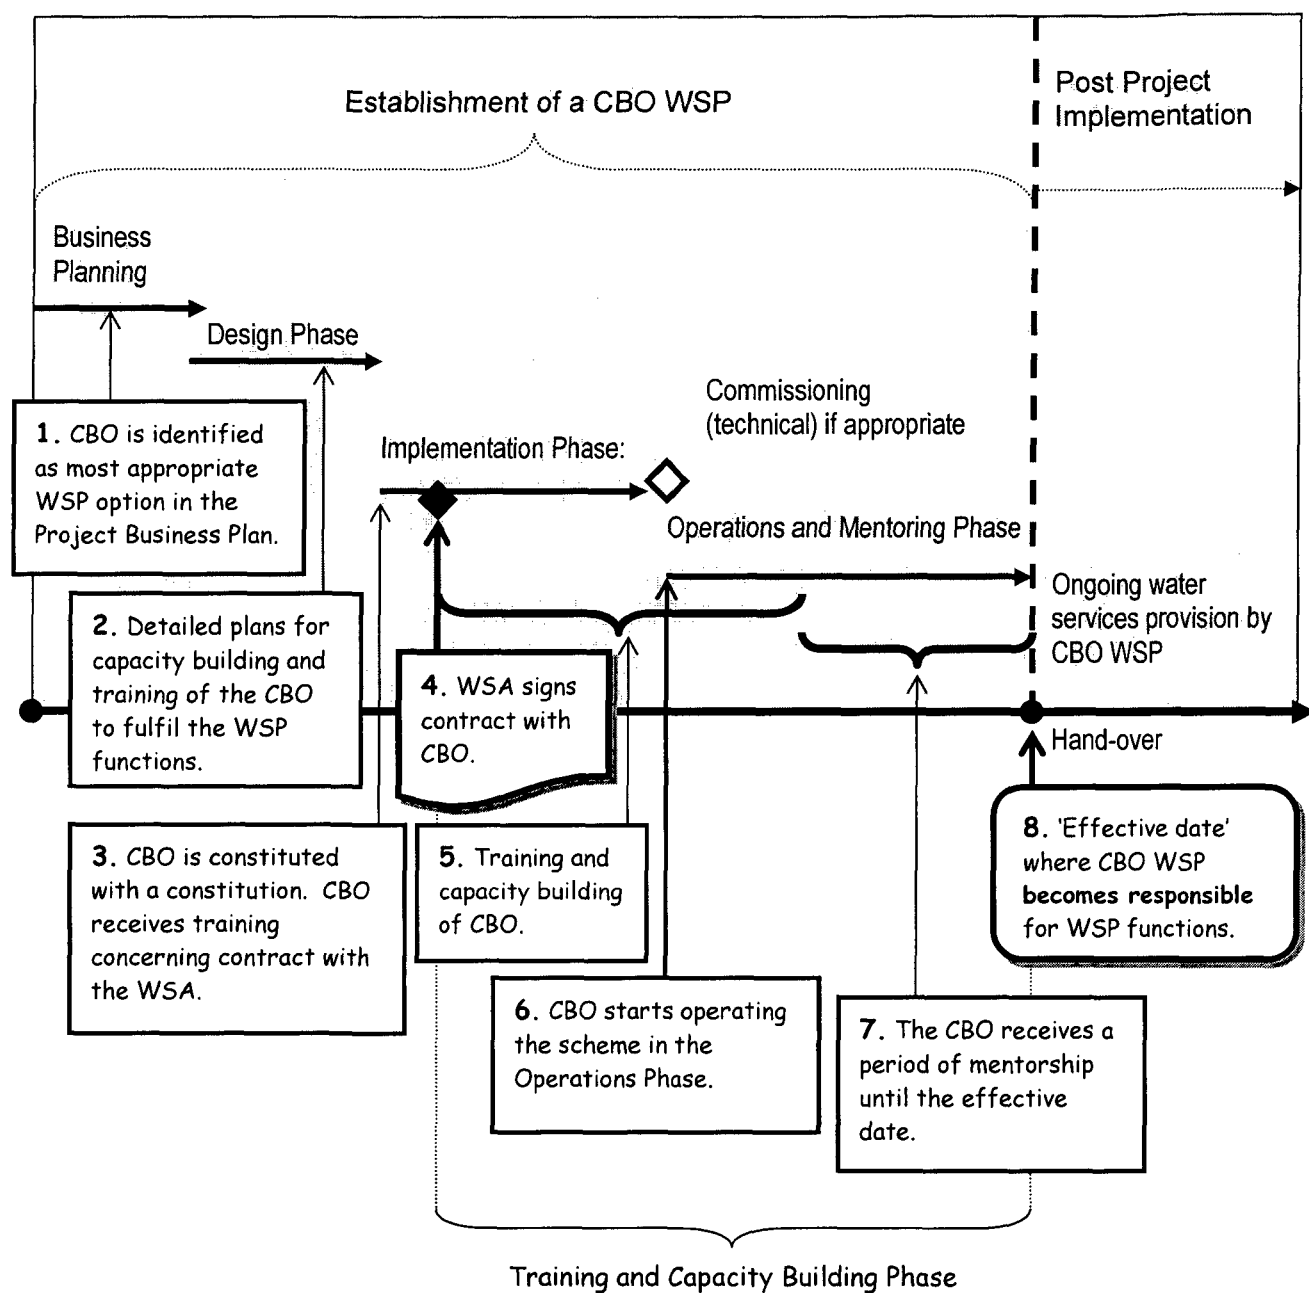 Establishment of a CBO WSP
Post Project
Implementation
Business
Planning
Design Phase
Commissioning
(technical) if appropriate
Implementation Phase:
1. CBO is identified
as most appropriate
WSP option in the
Project Business Plan.
Operations and Mentoring Phase
Ongoing water
services provision by
CBO WSP
2. Detailed plans for
capacity building and
training of the CBO
to fulfil the WSP
functions.
4. WSA signs
contract with
CBO.
Hand-over
3. CBO is constituted
with a constitution. CBO
receives training
concerning contract with
the WSA.
5. Training and
capacity building
of CBO.
8. 'Effective date'
where CBO WSP
becomes responsible
for WSP functions.
6. CBO starts operating
the scheme in the
Operations Phase.
7. The CBO receives a
period of mentorship
until the effective
date.
Training and Capacity Building Phase